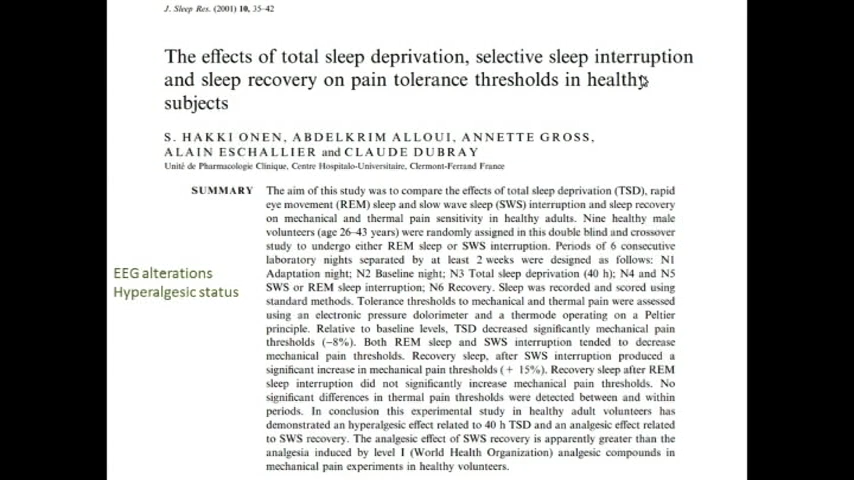 J. Sleep Res. (2001) 10, 35–42
The effects of total sleep deprivation, selective sleep interruption
and sleep recovery on pain tolerance thresholds in healthy
subjects
S. HAKKI ONEN, ABDELKRIM ALLOUI, ANNETTE GROSS,
ALAIN ESCHALLIER and CLAUDE DUBRAY
Unité de Pharmacologie Clinique, Centre Hospitalo-Universitaire, Clermont-Ferrand France
SUMMARY The aim of this study was to compare the effects of total sleep deprivation (TSD), rapid
eye movement (REM) sleep and slow wave sleep (SWS) interruption and sleep recovery
on mechanical and thermal pain sensitivity in healthy adults. Nine healthy male
volunteers (age 26–43 years) were randomly assigned in this double blind and crossover
study to undergo either REM sleep or SWS interruption. Periods of 6 consecutive
laboratory nights separated by at least 2 weeks were designed as follows: N1
Adaptation night; N2 Baseline night; N3 Total sleep deprivation (40 h); N4 and N5
SWS or REM sleep interruption; N6 Recovery. Sleep was recorded and scored using
standard methods. Tolerance thresholds to mechanical and thermal pain were assessed
using an electronic pressure dolorimeter and a thermode operating on a Peltier
principle. Relative to baseline levels, TSD decreased significantly mechanical pain
thresholds (−8%). Both REM sleep and SWS interruption tended to decrease
mechanical pain thresholds. Recovery sleep, after SWS interruption produced a
significant increase in mechanical pain thresholds (+ 15%). Recovery sleep after REM
sleep interruption did not significantly increase mechanical pain thresholds. No
significant differences in thermal pain thresholds were detected between and within
periods. In conclusion this experimental study in healthy adult volunteers has
demonstrated an hyperalgesic effect related to 40 h TSD and an analgesic effect related
to SWS recovery. The analgesic effect of SWS recovery is apparently greater than the
analgesia induced by level I (World Health Organization) analgesic compounds in
mechanical pain experiments in healthy volunteers.
EEG alterations
Hyperalgesic status